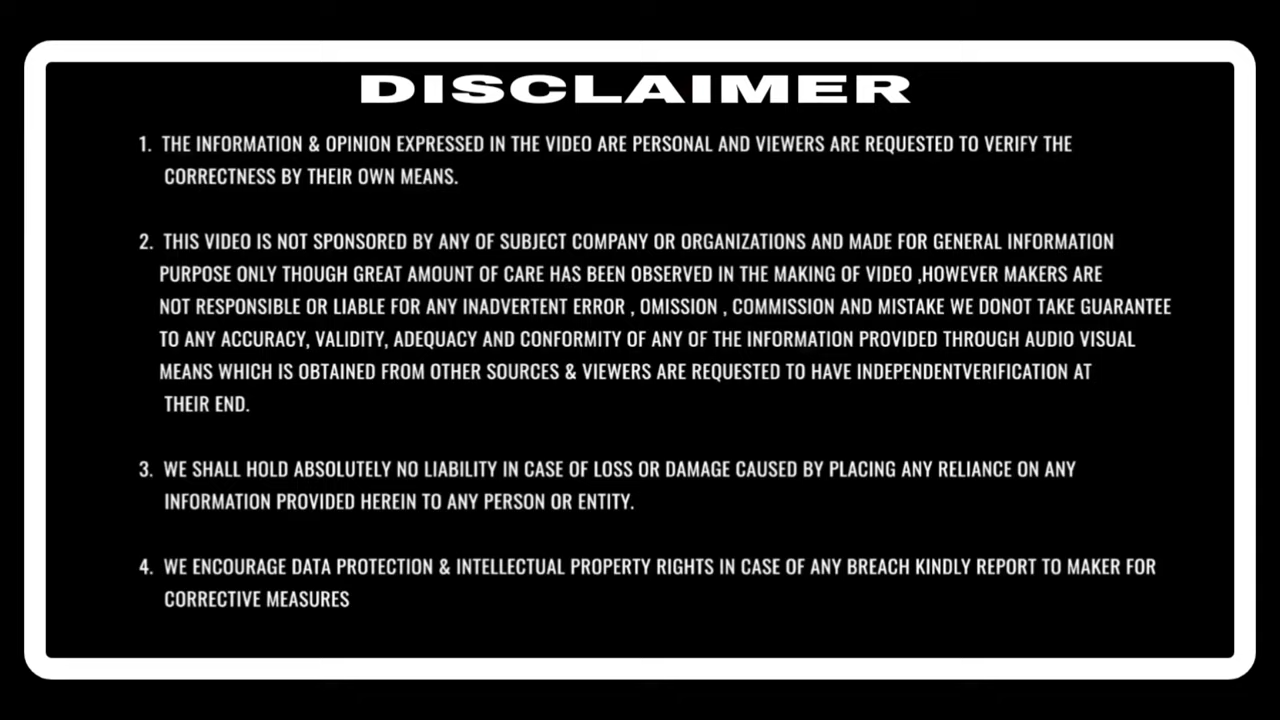 DISCLAIMER
1. THE INFORMATION & OPINION EXPRESSED IN THE VIDEO ARE PERSONAL AND VIEWERS ARE REQUESTED TO VERIFY THE
CORRECTNESS BY THEIR OWN MEANS.
2. THIS VIDEO IS NOT SPONSORED BY ANY OF SUBJECT COMPANY OR ORGANIZATIONS AND MADE FOR GENERAL INFORMATION
PURPOSE ONLY THOUGH GREAT AMOUNT OF CARE HAS BEEN OBSERVED IN THE MAKING OF VIDEO ,HOWEVER MAKERS ARE
NOT RESPONSIBLE OR LIABLE FOR ANY INADVERTENT ERROR , OMISSION , COMMISSION AND MISTAKE WE DONOT TAKE GUARANTEE
TO ANY ACCURACY, VALIDITY, ADEQUACY AND CONFORMITY OF ANY OF THE INFORMATION PROVIDED THROUGH AUDIO VISUAL
MEANS WHICH IS OBTAINED FROM OTHER SOURCES & VIEWERS ARE REQUESTED TO HAVE INDEPENDENTVERIFICATION AT
THEIR END.
3. WE SHALL HOLD ABSOLUTELY NO LIABILITY IN CASE OF LOSS OR DAMAGE CAUSED BY PLACING ANY RELIANCE ON ANY
INFORMATION PROVIDED HEREIN TO ANY PERSON OR ENTITY.
4. WE ENCOURAGE DATA PROTECTION & INTELLECTUAL PROPERTY RIGHTS IN CASE OF ANY BREACH KINDLY REPORT TO MAKER FOR
CORRECTIVE MEASURES